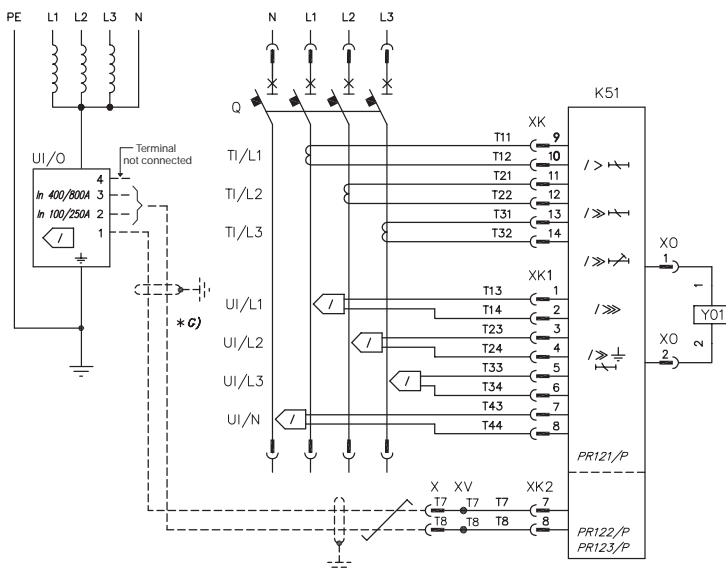 PE L1 L2 L3 N
N L1 L2 L3
K51
Q
XK
UI/O
Terminal
not connected
4
In 400/800A 3
In 100/250A 2
1
/
*G)
TI/L1
T11 9
T12 10
TI/L2
T21 11
T22 12
TI/L3
T31 13
T32 14
XK1
UI/L1
/
T13 1
T14 2
UI/L2
/
T23 3
T24 4
UI/L3
/
T33 5
T34 6
UI/N
/
T43 7
T44 8
/>
/≫
/≫
/⋙
/≫
XO
1
1
Y01
2
XO
2
PR121/P
X XV XK2
T7 T7 T7 7
T8 T8 T8 8
PR122/P
PR123/P